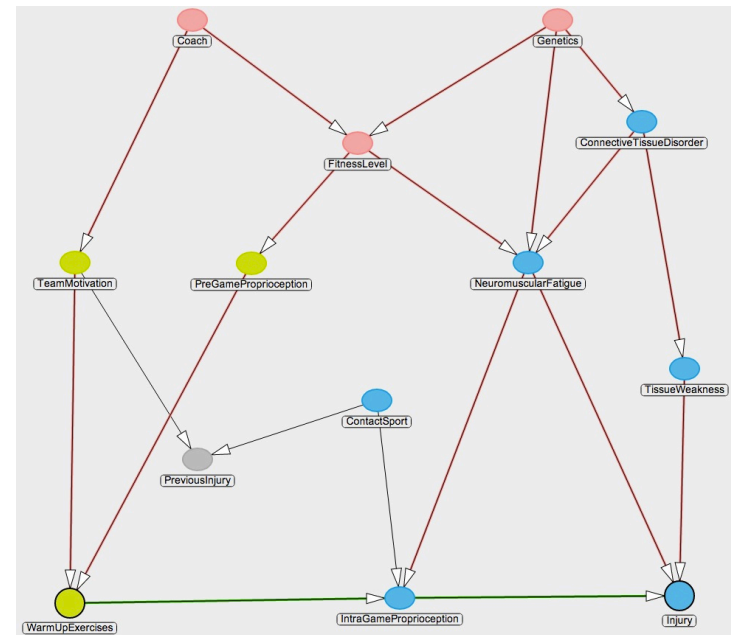 Coach
Genetics
ConnectiveTissueDisorder
FitnessLevel
TeamMotivation
PreGameProprioception
NeuromuscularFatigue
TissueWeakness
ContactSport
PreviousInjury
IntraGameProprioception
Injury
WarmUpExercises